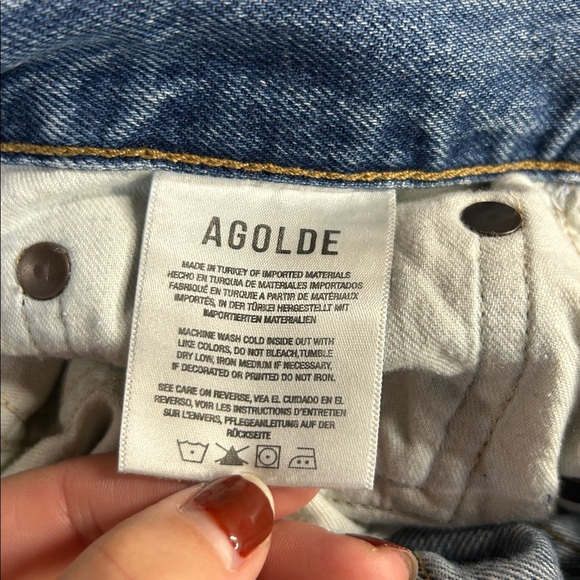 AGOLDE
MADE IN TURKEY OF IMPORTED MATERIALS
HECHO EN TURQUIA DE MATERIALES IMPORTADOS
FABRIQUÉ EN TURQUIE A PARTIR DE MATÉRIAUX
IMPORTÉS, IN DER TÜRKEI HERGESTELLT MIT
IMPORTIERTEN MATERIALIEN
MACHINE WASH COLD INSIDE OUT WITH
LIKE COLORS, DO NOT BLEACH,TUMBLE
DRY LOW, IRON MEDIUM IF NECESSARY,
IF DECORATED OR PRINTED DO NOT IRON.
SEE CARE ON REVERSE, VEA EL CUIDADO EN EL
REVERSO, VOIR LES INSTRUCTIONS D'ENTRETIEN
SUR L'ENVERS, PFLEGEANLEITUNG AUF DER
RÜCKSEITE